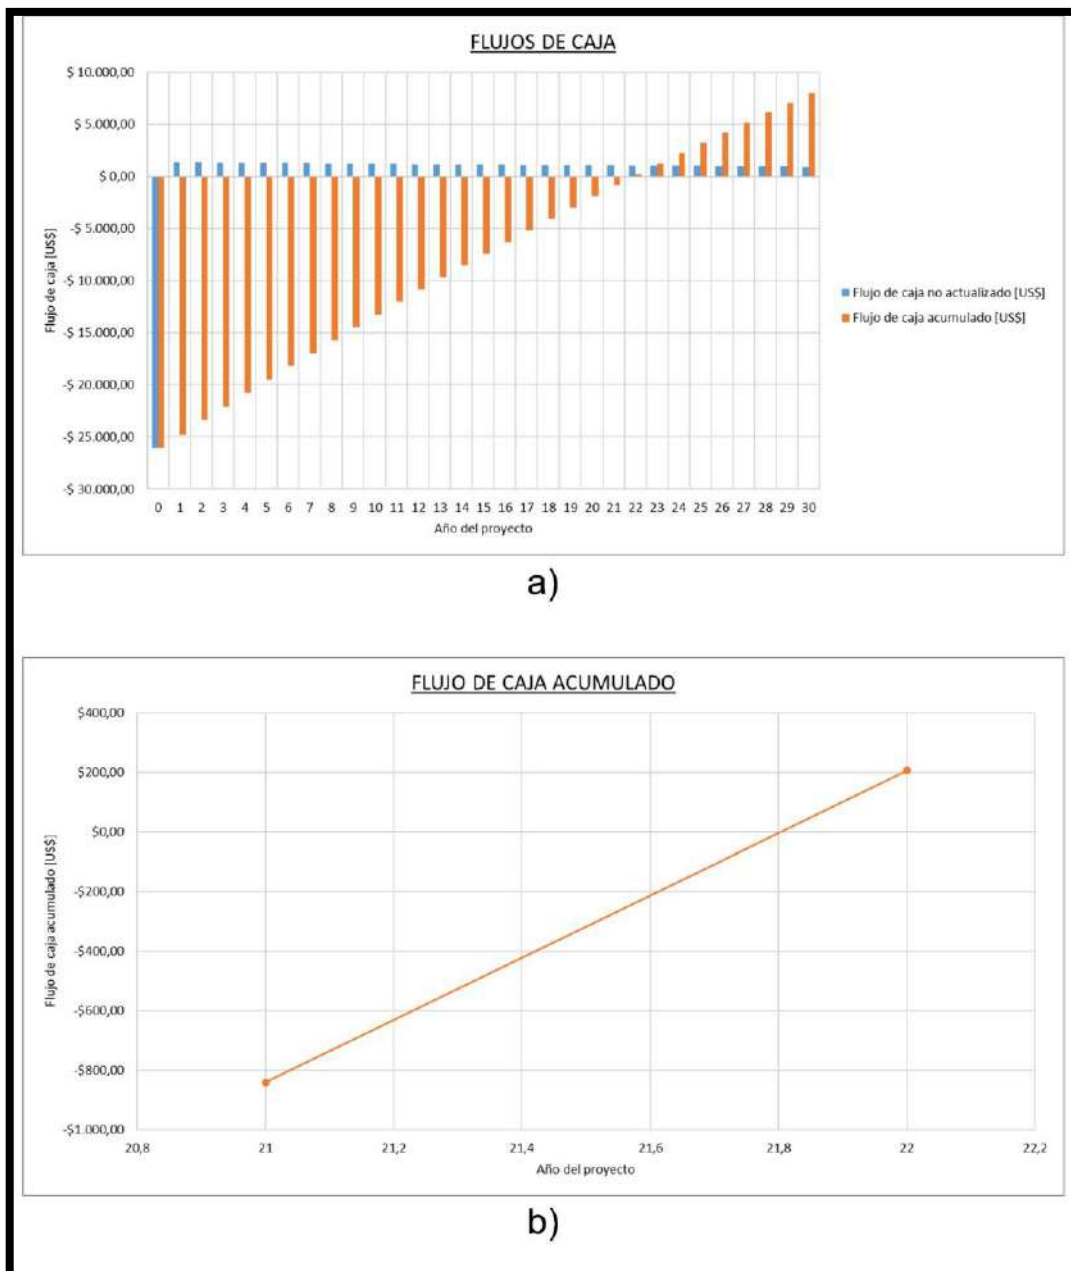 FLUJOS DE CAJA
$ 10.000,00
$ 5.000,00
$ 0,00
-$ 5.000,00
-$ 10.000,00
-$ 15.000,00
-$ 20.000,00
-$ 25.000,00
-$ 30.000,00
Flujo de caja [US$]
0 1 2 3 4 5 6 7 8 9 10 11 12 13 14 15 16 17 18 19 20 21 22 23 24 25 26 27 28 29 30
Año del proyecto
Flujo de caja no actualizado [US$]
Flujo de caja acumulado [US$]
a)
FLUJO DE CAJA ACUMULADO
$400,00
$200,00
$0,00
-$200,00
-$400,00
-$600,00
-$800,00
-$1.000,00
Flujo de caja acumulado [US$]
20,8 21 21,2 21,4 21,6 21,8 22 22,2
Año del proyecto
b)